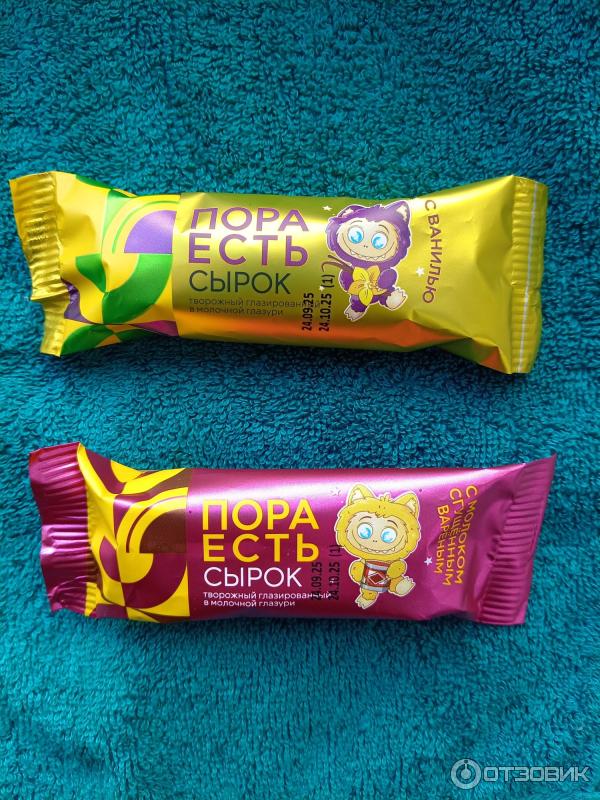 ПОРА
ЕСТЬ
СЫРОК
творожный глазированный
в молочной глазури
24.09.25
24.10.25 (1)
С ВАНИЛЬЮ
ПОРА
ЕСТЬ
СЫРОК
творожный глазированный
в молочной глазури
24.09.25
24.10.25 (1)
С МОЛОКОМ
СГУЩЁННЫМ
ВАРЕНЫМ
ОТЗОВИК